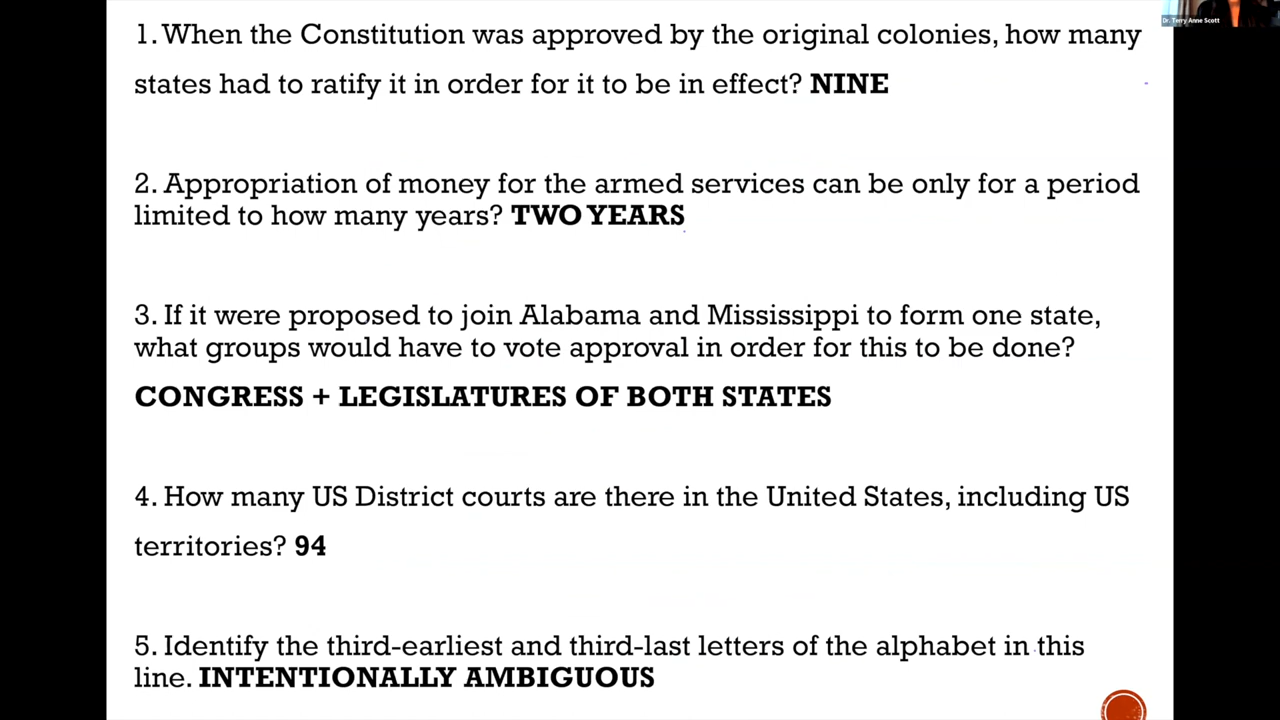 Dr. Terry Anne Scott
1. When the Constitution was approved by the original colonies, how many
states had to ratify it in order for it to be in effect? NINE
2. Appropriation of money for the armed services can be only for a period
limited to how many years? TWO YEARS
3. If it were proposed to join Alabama and Mississippi to form one state,
what groups would have to vote approval in order for this to be done?
CONGRESS + LEGISLATURES OF BOTH STATES
4. How many US District courts are there in the United States, including US
territories? 94
5. Identify the third-earliest and third-last letters of the alphabet in this
line. INTENTIONALLY AMBIGUOUS